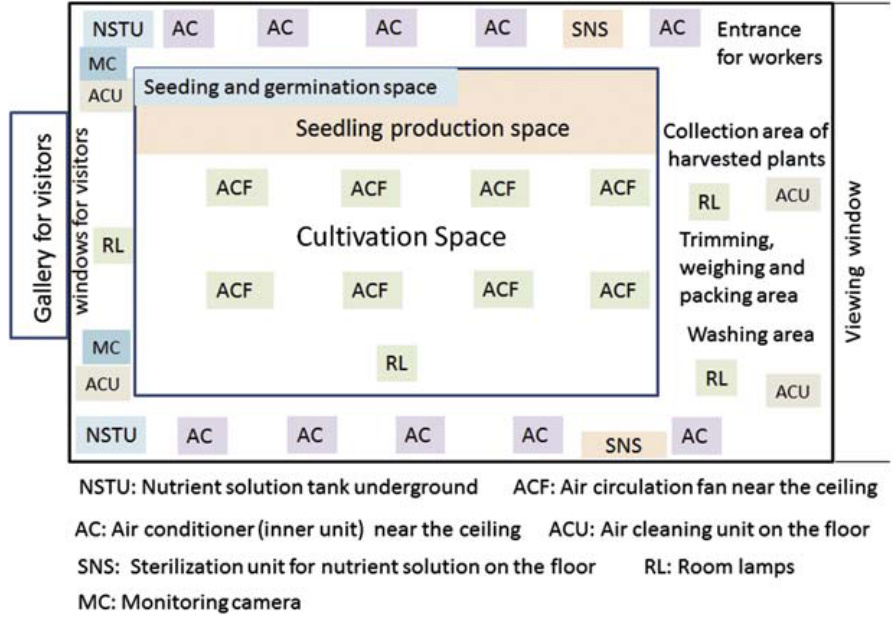 NSTU AC AC AC AC SNS AC Entrance
for workers
MC
ACU
Seeding and germination space
Seedling production space
Collection area of
harvested plants
Gallery for visitors
windows for visitors
ACF ACF ACF ACF
RL ACU
RL
Cultivation Space
Trimming,
weighing and
packing area
Viewing window
ACF ACF ACF ACF
MC
RL
Washing area
ACU
RL ACU
NSTU AC AC AC AC SNS AC
NSTU: Nutrient solution tank underground ACF: Air circulation fan near the ceiling
AC: Air conditioner (inner unit) near the ceiling ACU: Air cleaning unit on the floor
SNS: Sterilization unit for nutrient solution on the floor RL: Room lamps
MC: Monitoring camera